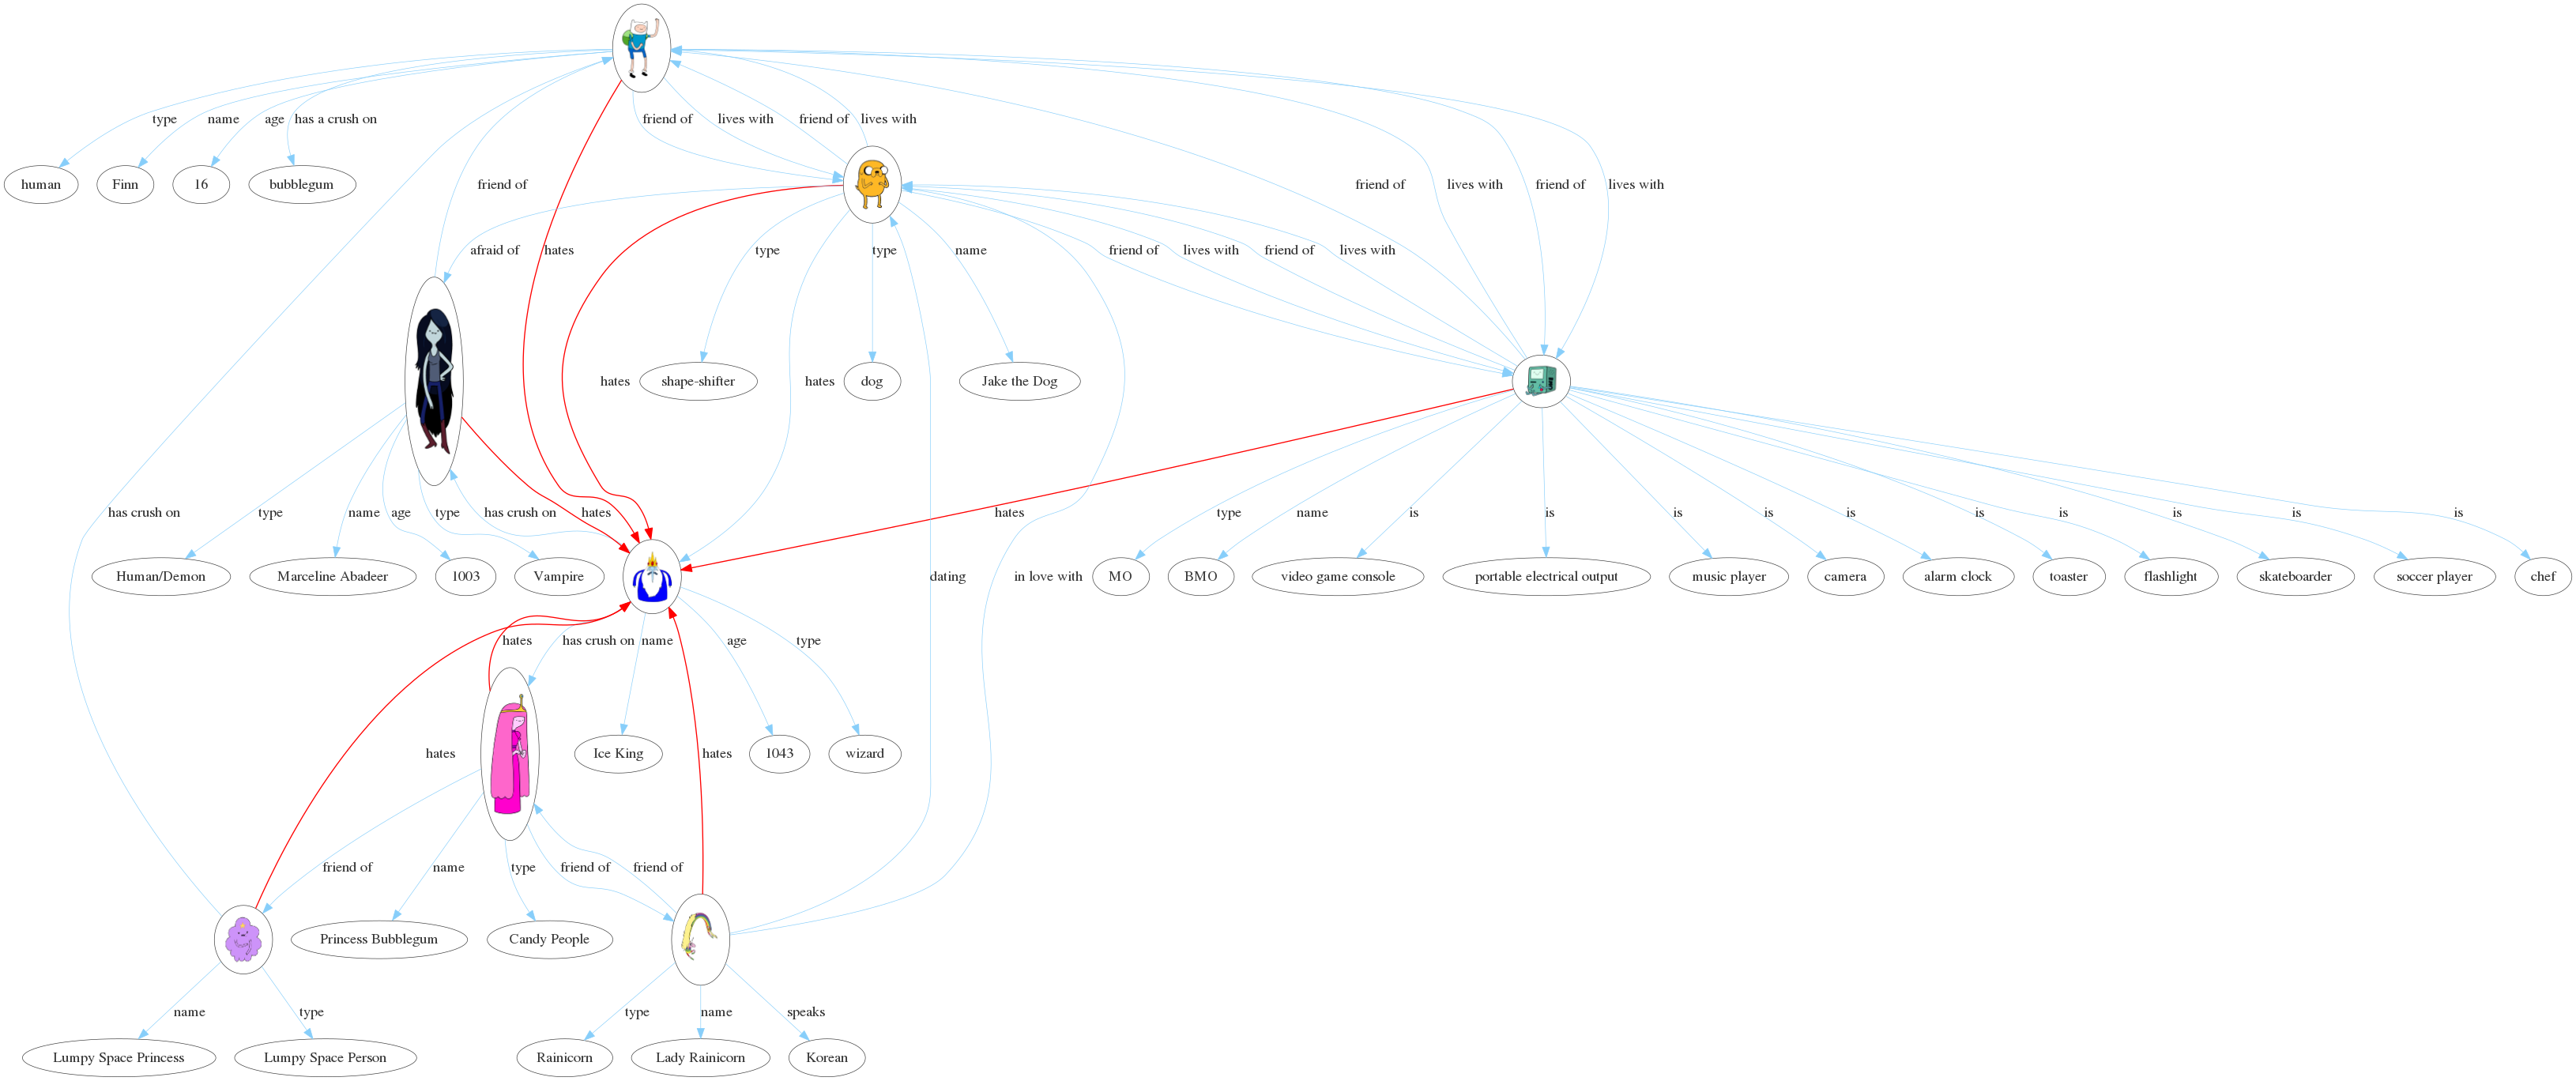 type
name
age
has a crush on
friend of
lives with
friend of
lives with
human
Finn
16
bubblegum
friend of
friend of
lives with
friend of
lives with
afraid of
hates
type
type
name
friend of
lives with
friend of
lives with
hates
shape-shifter
hates
dog
Jake the Dog
has crush on
type
name
age
type
has crush on
hates
hates
type
name
is
is
is
is
is
is
is
is
is
is
Human/Demon
Marceline Abadeer
1003
Vampire
dating
in love with
MO
BMO
video game console
portable electrical output
music player
camera
alarm clock
toaster
flashlight
skateboarder
soccer player
chef
hates
has crush on
name
age
type
hates
Ice King
hates
1043
wizard
friend of
name
type
friend of
friend of
Princess Bubblegum
Candy People
name
type
type
name
speaks
Lumpy Space Princess
Lumpy Space Person
Rainicorn
Lady Rainicorn
Korean